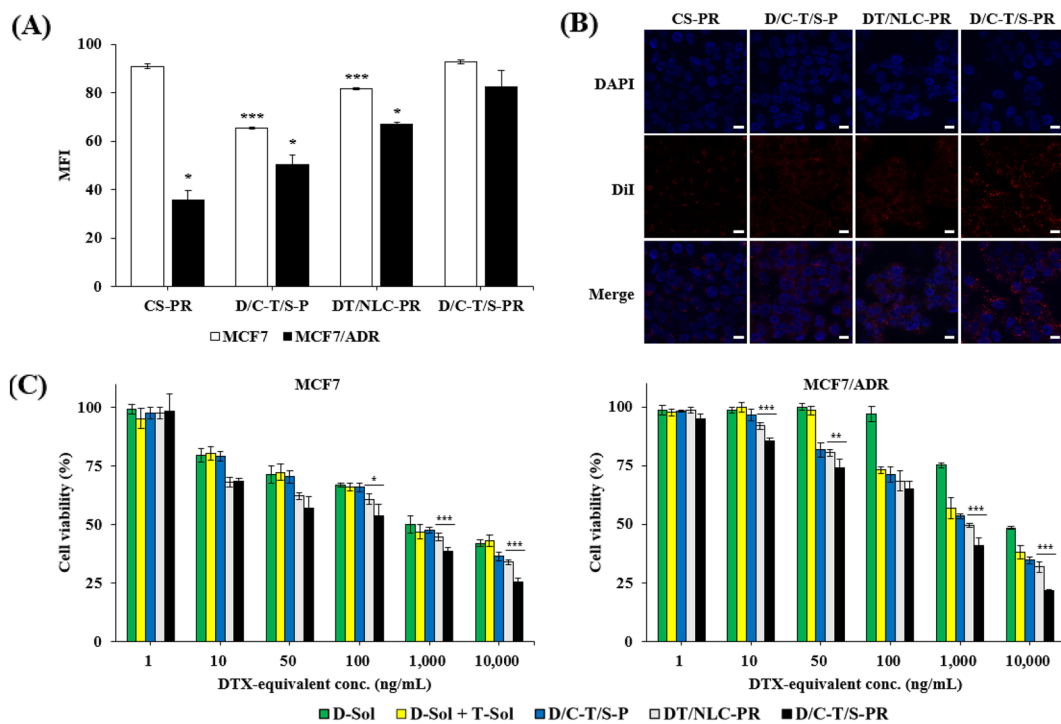 (A)
100
80
60
40
20
0
MFI
***
***
*
*
*
CS-PR D/C-T/S-P DT/NLC-PR D/C-T/S-PR
MCF7 MCF7/ADR
(B)
CS-PR D/C-T/S-P DT/NLC-PR D/C-T/S-PR
DAPI
DiI
Merge
(C)
MCF7
100
75
50
25
0
Cell viability (%)
*
***
***
1 10 50 100 1,000 10,000
DTX-equivalent conc. (ng/mL)
MCF7/ADR
100
75
50
25
0
Cell viability (%)
***
**
***
***
1 10 50 100 1,000 10,000
DTX-equivalent conc. (ng/mL)
D-Sol D-Sol + T-Sol D/C-T/S-P DT/NLC-PR D/C-T/S-PR